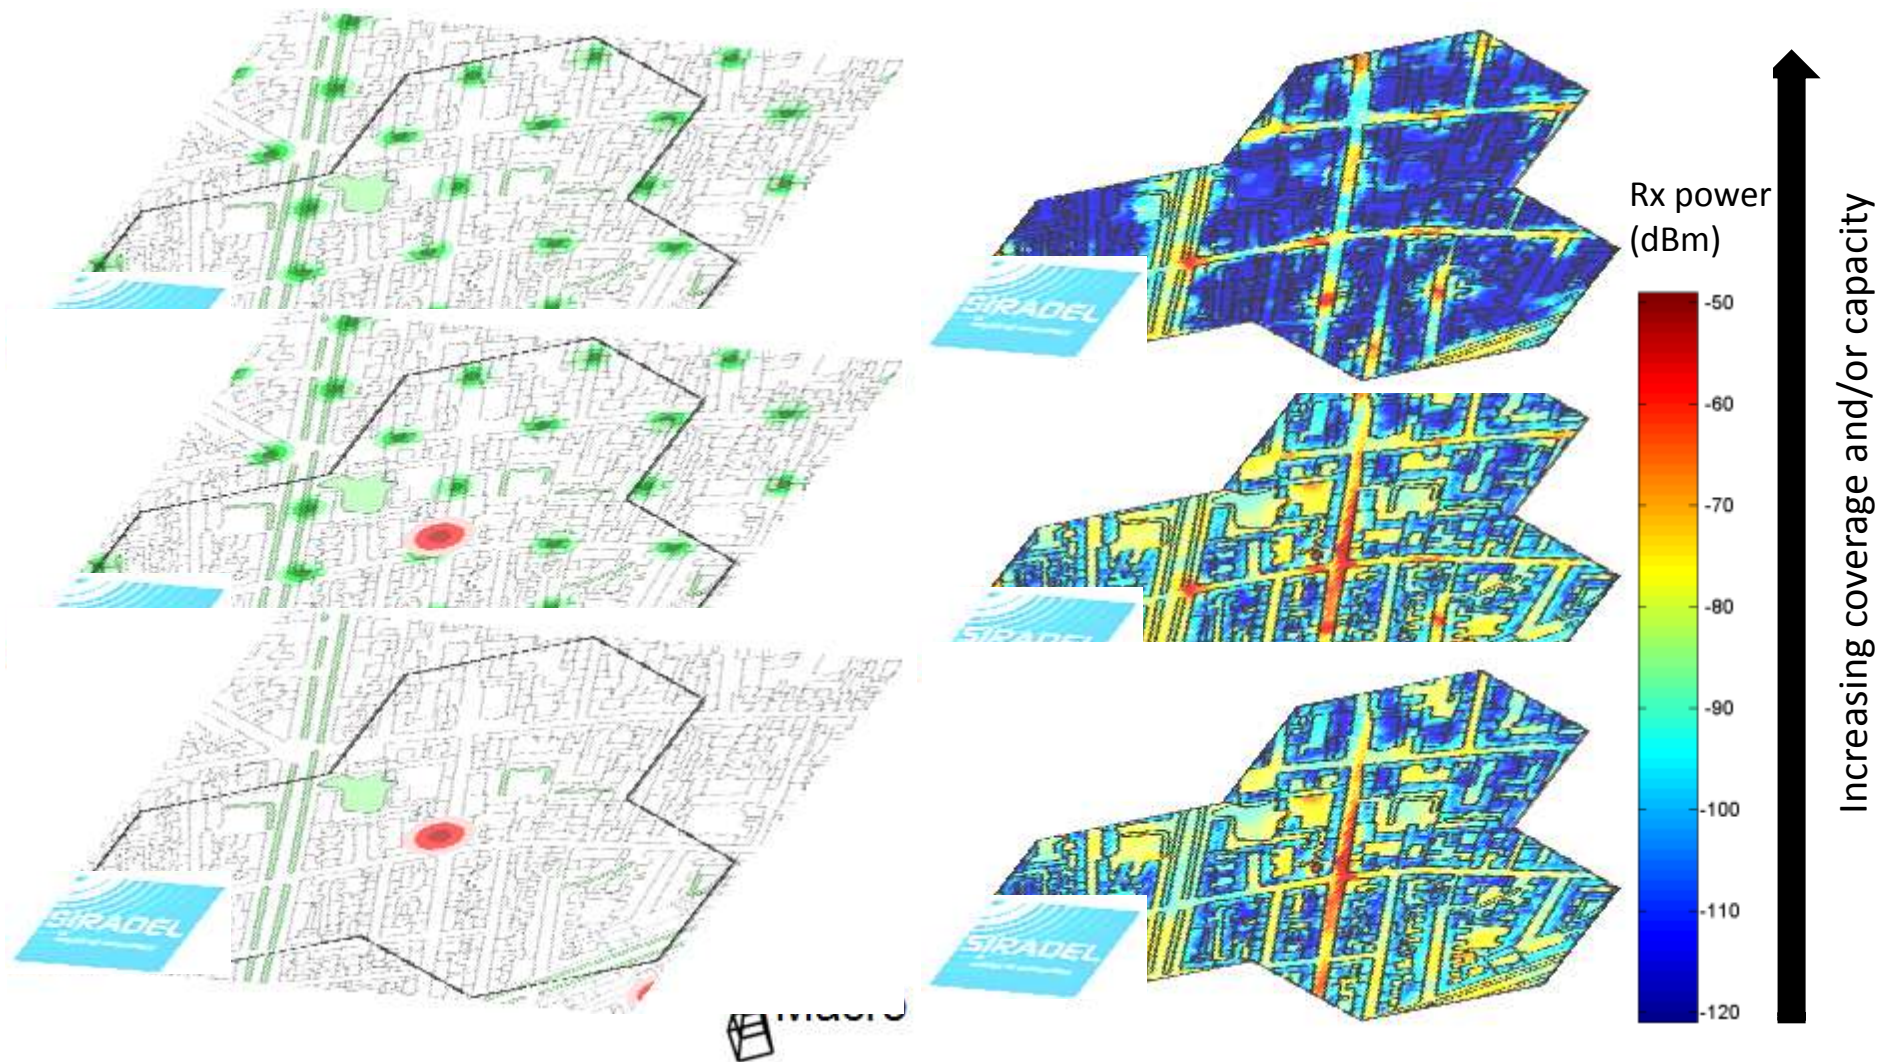 Rx power
(dBm)
-50
-60
-70
-80
-90
-100
-110
-120
Increasing coverage and/or capacity
SIRADEL
SIRADEL
SIRADEL
SIRADEL
Macro